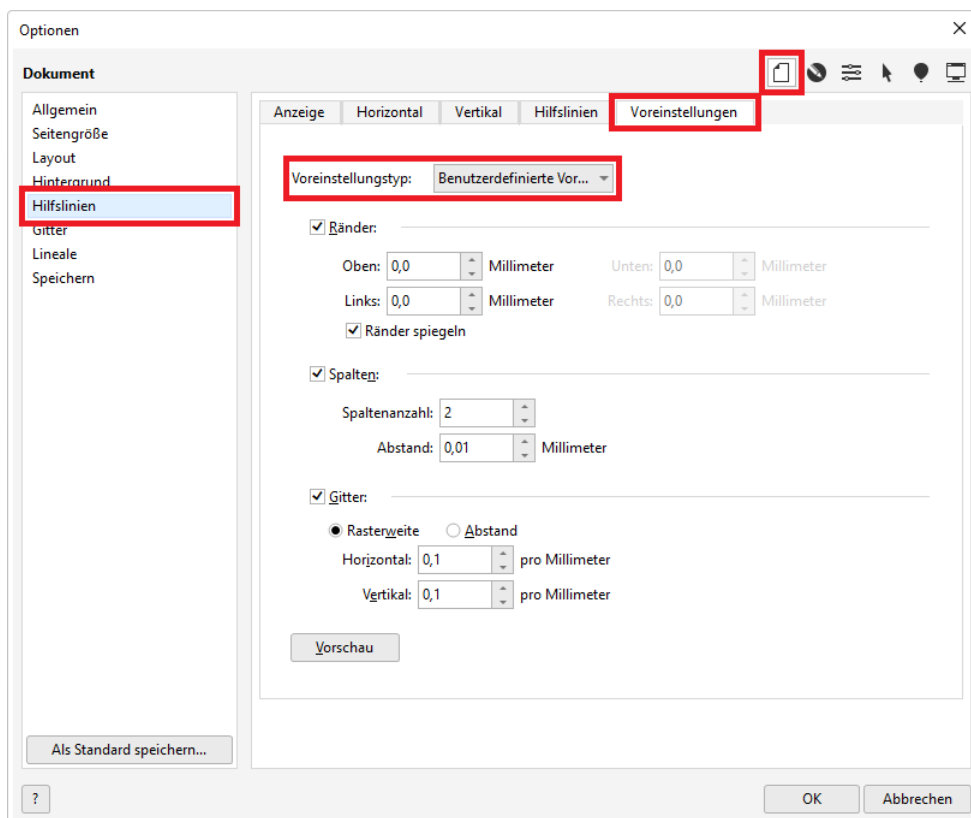 Optionen
Dokument
Allgemein
Seitengröße
Layout
Hintergrund
Hilfslinien
Gitter
Lineale
Speichern
Als Standard speichern...
Anzeige Horizontal Vertikal Hilfslinien Voreinstellungen
Voreinstellungstyp: Benutzerdefinierte Vor...
Ränder:
Oben: 0,0 Millimeter Unten: 0,0 Millimeter
Links: 0,0 Millimeter Rechts: 0,0 Millimeter
Ränder spiegeln
Spalten:
Spaltenanzahl: 2
Abstand: 0,01 Millimeter
Gitter:
Rasterweite Abstand
Horizontal: 0,1 pro Millimeter
Vertikal: 0,1 pro Millimeter
Vorschau
? OK Abbrechen